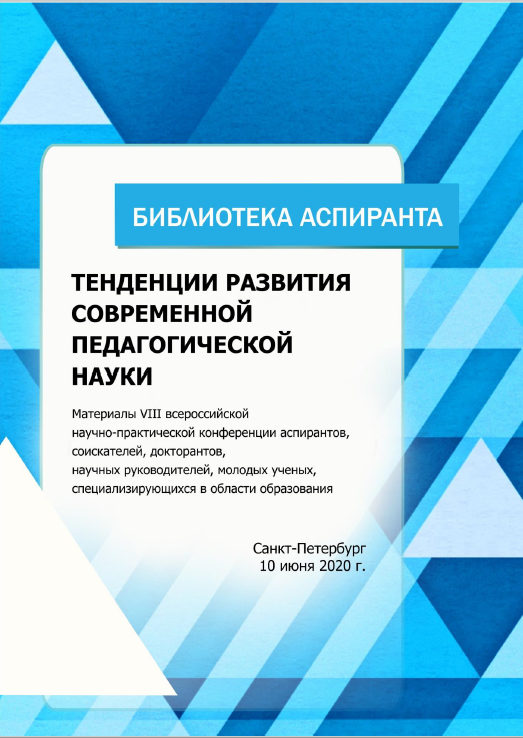 БИБЛИОТЕКА АСПИРАНТА
ТЕНДЕНЦИИ РАЗВИТИЯ
СОВРЕМЕННОЙ
ПЕДАГОГИЧЕСКОЙ
НАУКИ
Материалы VIII всероссийской
научно-практической конференции аспирантов,
соискателей, докторантов,
научных руководителей, молодых ученых,
специализирующихся в области образования
Санкт-Петербург
10 июня 2020 г.